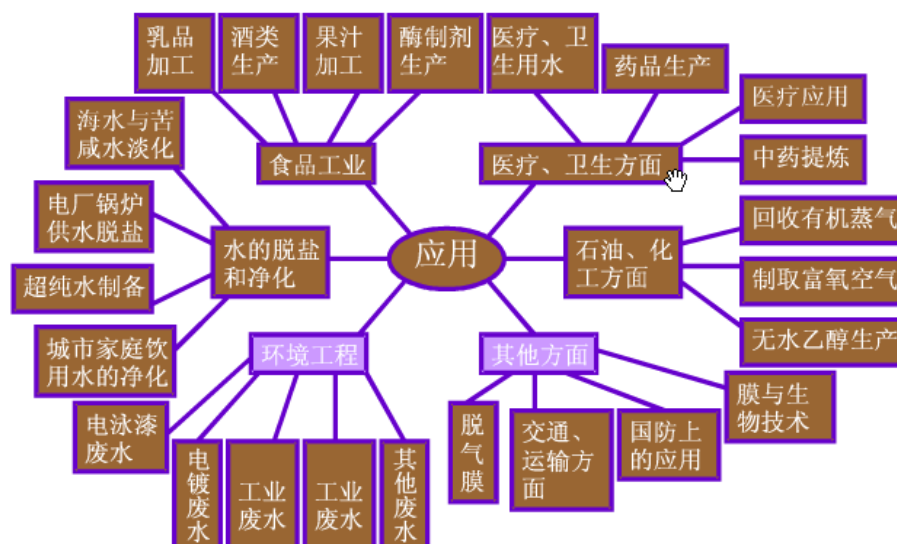 乳品
加工
酒类
生产
果汁
加工
酶制剂
生产
医疗、卫
生用水
药品生产
医疗应用
中药提炼
海水与苦
咸水淡化
食品工业
医疗、卫生方面
电厂锅炉
供水脱盐
回收有机蒸气
水的脱盐
和净化
应用
石油、化
工方面
超纯水制备
制取富氧空气
城市家庭饮
用水的净化
环境工程
其他方面
无水乙醇生产
电泳漆
废水
电镀废水
工业
废水
工业
废水
其他废水
脱气膜
交通、
运输方
面
国防上
的应用
膜与生
物技术